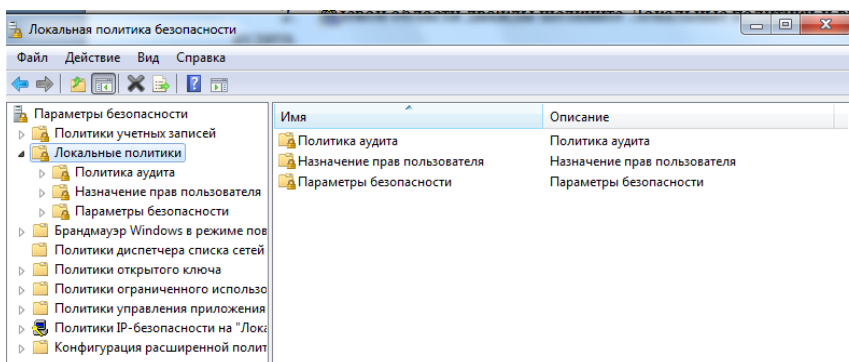 Локальная политика безопасности
Файл Действие Вид Справка
Параметры безопасности
Политики учетных записей
Локальные политики
Политика аудита
Назначение прав пользователя
Параметры безопасности
Брандмауэр Windows в режиме пов
Политики диспетчера списка сетей
Политики открытого ключа
Политики ограниченного использо
Политики управления приложения
Политики IP-безопасности на "Лока
Конфигурация расширенной полит
Имя Описание
Политика аудита Политика аудита
Назначение прав пользователя Назначение прав пользователя
Параметры безопасности Параметры безопасности